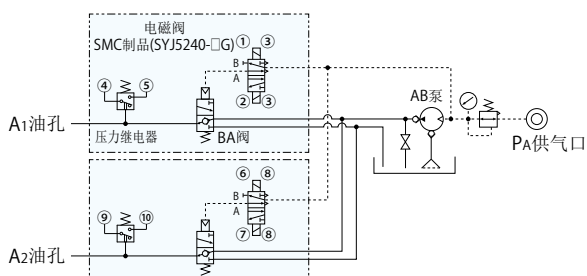 电磁阀
SMC制品(SYJ5240-□G)
① ③
B
A
② ③
④ ⑤
A1油孔
压力继电器
BA阀
AB泵
PA供气口
⑥ ⑧
B
A
⑦ ⑧
⑨ ⑩
A2油孔